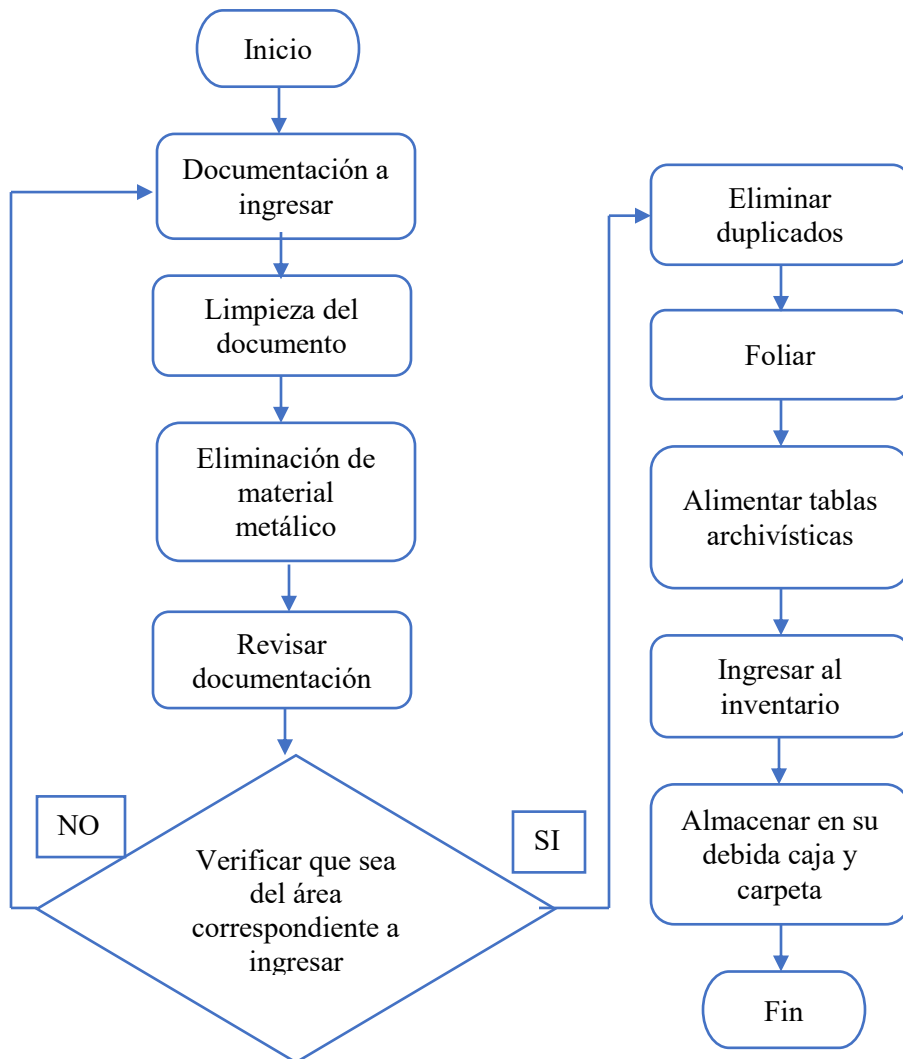 Inicio
Documentación a
ingresar
Limpieza del
documento
Eliminación de
material
metálico
Revisar
documentación
NO
SI
Verificar que sea
del área
correspondiente a
ingresar
Eliminar
duplicados
Foliar
Alimentar tablas
archivísticas
Ingresar al
inventario
Almacenar en su
debida caja y
carpeta
Fin